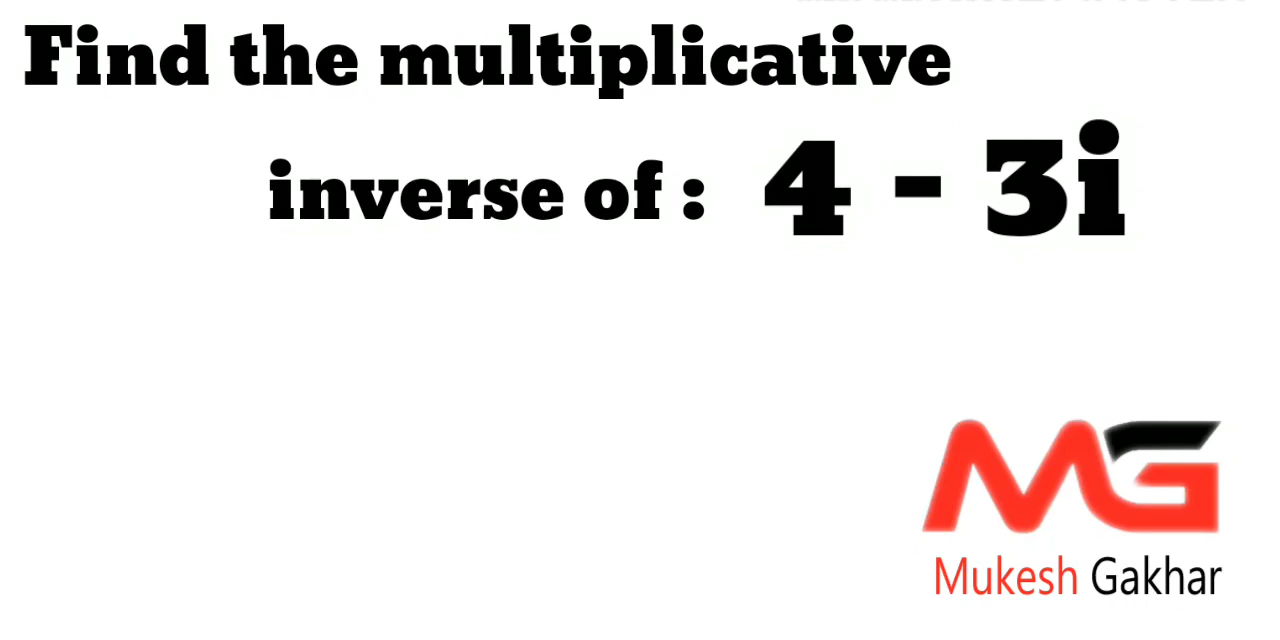 Find the multiplicative
inverse of : 4 - 3i
MG
Mukesh Gakhar